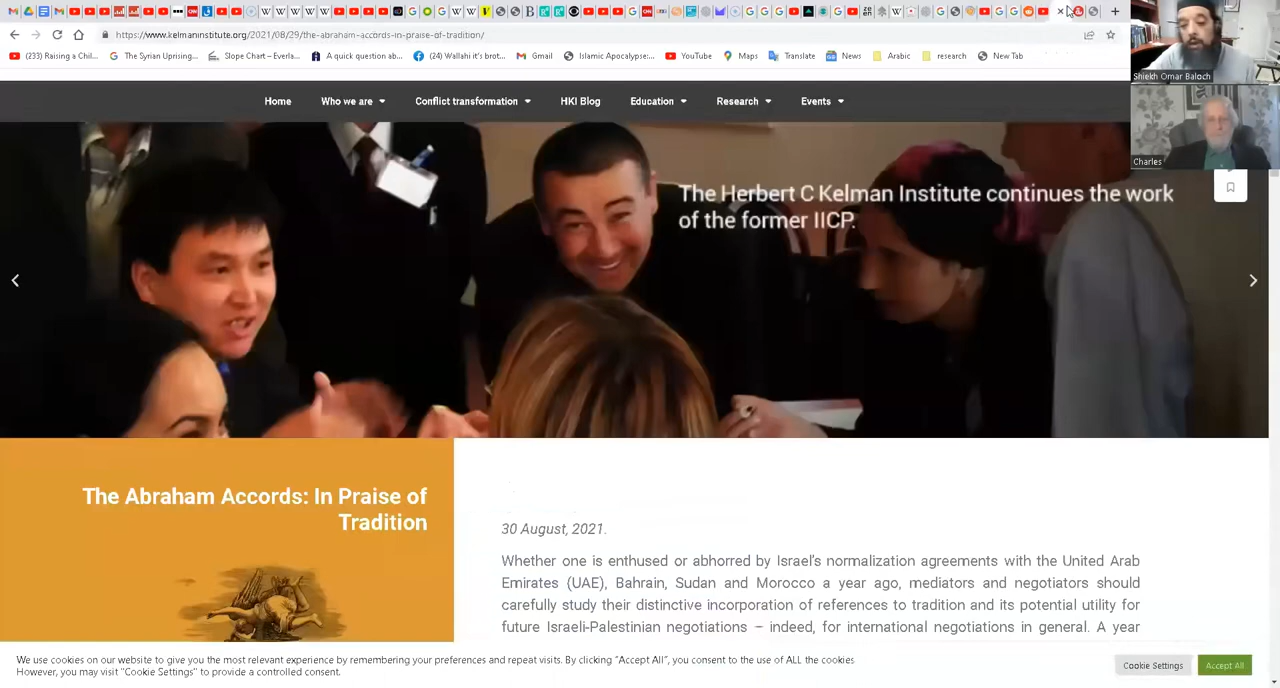 https://www.kelmaninstitute.org/2021/08/29/the-abraham-accords-in-praise-of-tradition/
(233) Raising a Chil...
The Syrian Uprising:...
Slope Chart – Everla...
A quick question ab...
(24) Wallahi it's brot...
Gmail
Islamic Apocalypse:...
YouTube
Maps
Translate
News
Arabic
research
New Tab
Shiekh Omar Baloch
Charles
Home
Who we are
Conflict transformation
HKI Blog
Education
Research
Events
The Herbert C Kelman Institute continues the work
of the former IICP.
The Abraham Accords: In Praise of
Tradition
30 August, 2021.
Whether one is enthused or abhorred by Israel's normalization agreements with the United Arab
Emirates (UAE), Bahrain, Sudan and Morocco a year ago, mediators and negotiators should
carefully study their distinctive incorporation of references to tradition and its potential utility for
future Israeli-Palestinian negotiations – indeed, for international negotiations in general. A year
We use cookies on our website to give you the most relevant experience by remembering your preferences and repeat visits. By clicking "Accept All", you consent to the use of ALL the cookies
However, you may visit "Cookie Settings" to provide a controlled consent.
Cookie Settings
Accept All